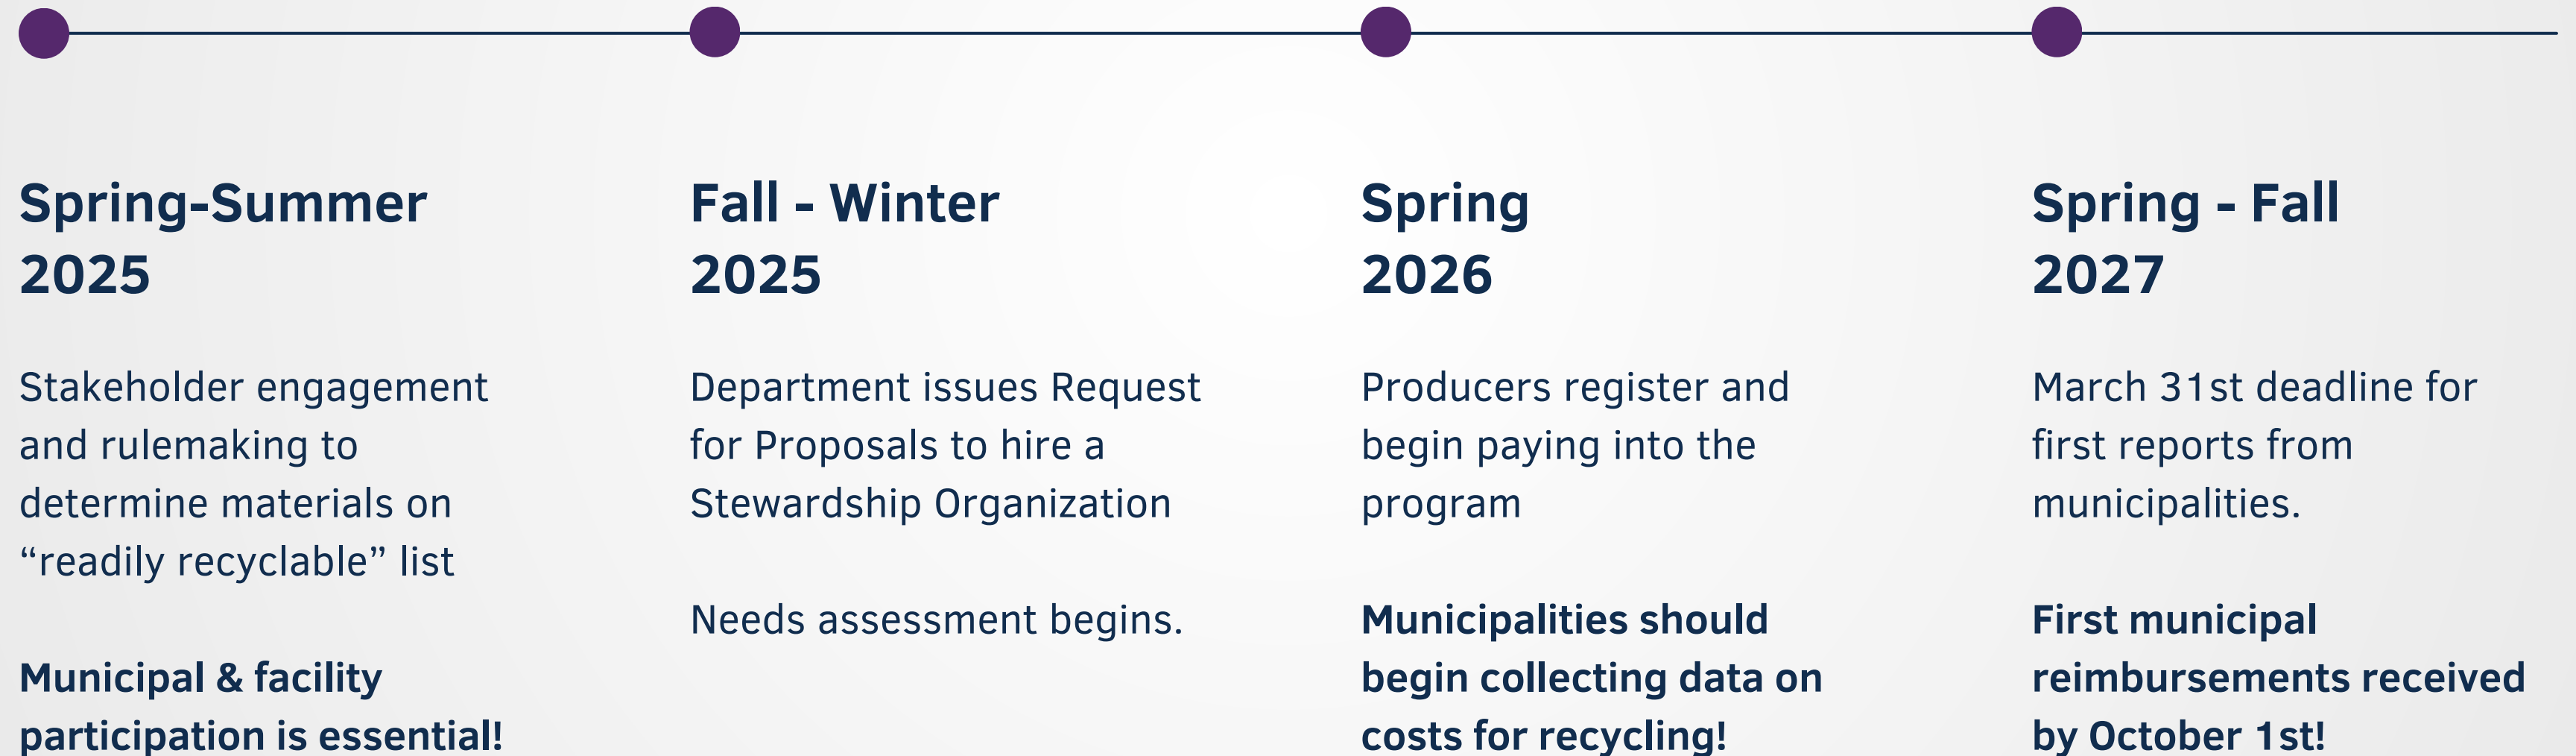 Spring-Summer
2025
Stakeholder engagement
and rulemaking to
determine materials on
“readily recyclable” list
Municipal & facility
participation is essential!
Fall - Winter
2025
Department issues Request
for Proposals to hire a
Stewardship Organization
Needs assessment begins.
Spring
2026
Producers register and
begin paying into the
program
Municipalities should
begin collecting data on
costs for recycling!
Spring - Fall
2027
March 31st deadline for
first reports from
municipalities.
First municipal
reimbursements received
by October 1st!